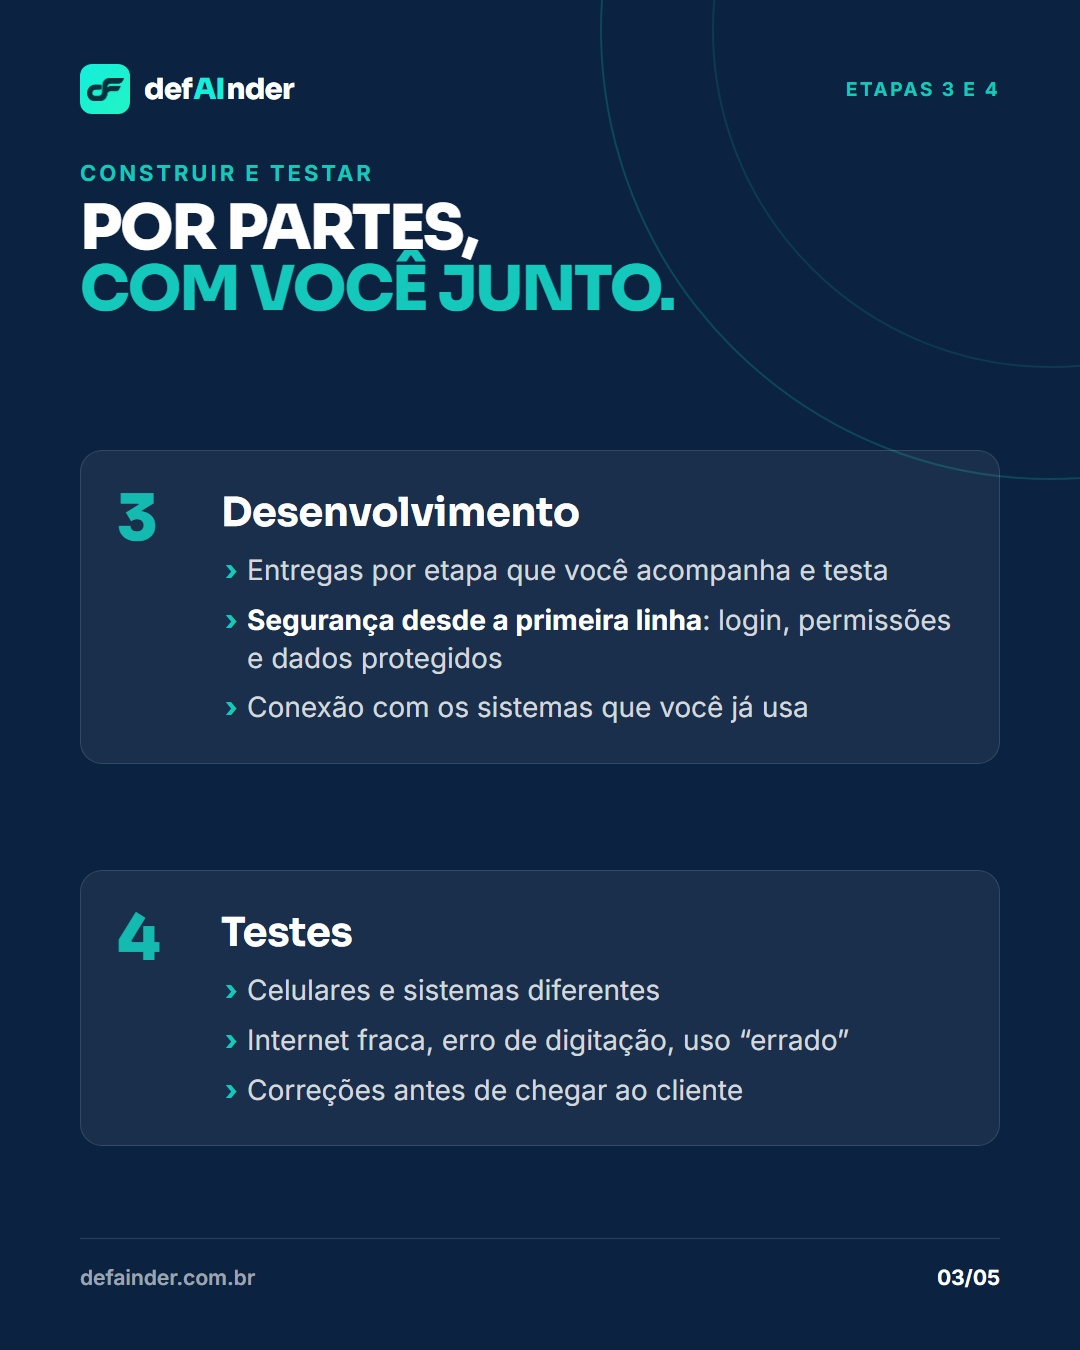 defAInder
ETAPAS 3 E 4
CONSTRUIR E TESTAR
POR PARTES,
COM VOCÊ JUNTO.
3
Desenvolvimento
› Entregas por etapa que você acompanha e testa
› Segurança desde a primeira linha: login, permissões
e dados protegidos
› Conexão com os sistemas que você já usa
4
Testes
› Celulares e sistemas diferentes
› Internet fraca, erro de digitação, uso “errado”
› Correções antes de chegar ao cliente
defainder.com.br
03/05